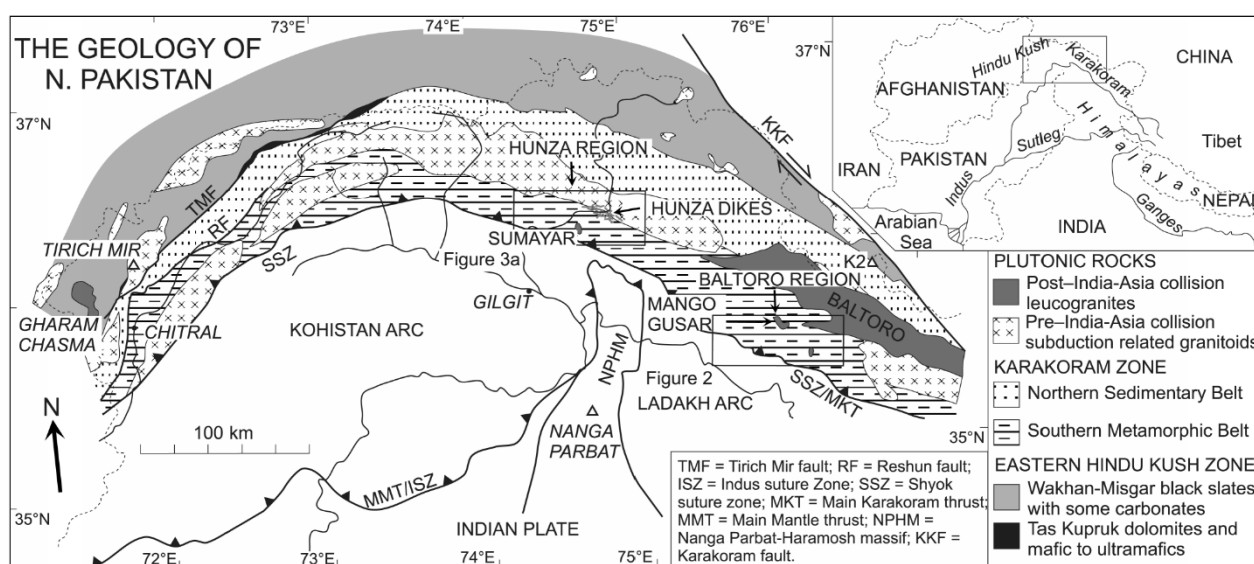 THE GEOLOGY OF
N. PAKISTAN
73°E
74°E
75°E
76°E
37°N
37°N
HUNZA REGION
KKF
HUNZA DIKES
TMF
RF
SSZ
SUMAYAR
Figure 3a
TIRICH MIR
GHARAM
CHASMA
CHITRAL
GILGIT
KOHISTAN ARC
K2
BALTORO REGION
MANGO
GUSAR
BALTORO
NPHM
Figure 2
LADAKH ARC
SSZ/MKT
N
100 km
NANGA
PARBAT
35°N
35°N
MMT/ISZ
INDIAN PLATE
72°E
73°E
74°E
75°E
TMF = Tirich Mir fault; RF = Reshun fault;
ISZ = Indus suture Zone; SSZ = Shyok
suture zone; MKT = Main Karakoram thrust;
MMT = Main Mantle thrust; NPHM =
Nanga Parbat-Haramosh massif; KKF =
Karakoram fault.
Hindu Kush
Karakoram
CHINA
AFGHANISTAN
Himalayas
Tibet
Sutleg
IRAN
PAKISTAN
Indus
NEPAL
Ganges
Arabian
Sea
INDIA
PLUTONIC ROCKS
Post–India-Asia collision
leucogranites
Pre–India-Asia collision
subduction related granitoids
KARAKORAM ZONE
Northern Sedimentary Belt
Southern Metamorphic Belt
EASTERN HINDU KUSH ZONE
Wakhan-Misgar black slates
with some carbonates
Tas Kupruk dolomites and
mafic to ultramafics